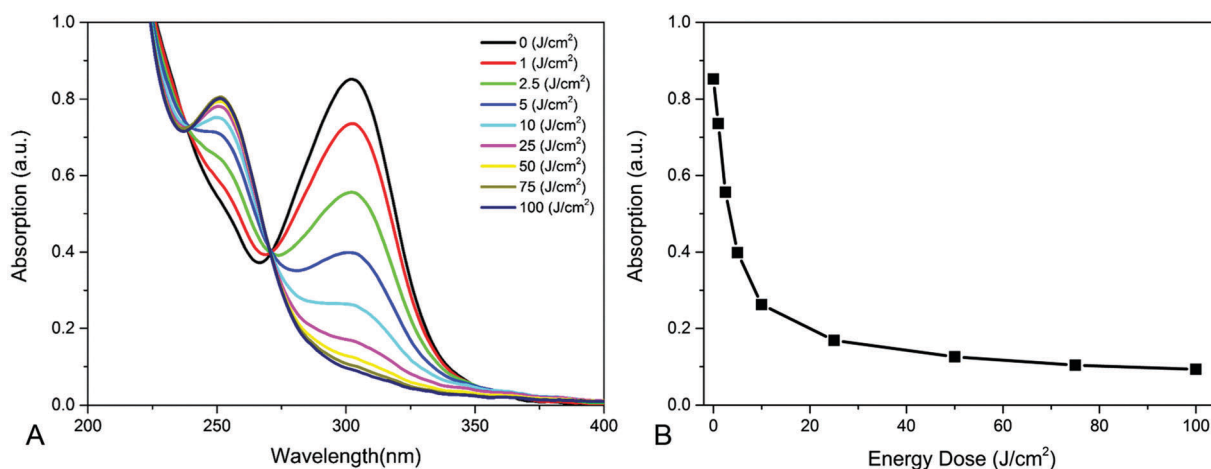 1.0
0.8
0.6
0.4
0.2
0.0
Absorption (a.u.)
0 (J/cm²)
1 (J/cm²)
2.5 (J/cm²)
5 (J/cm²)
10 (J/cm²)
25 (J/cm²)
50 (J/cm²)
75 (J/cm²)
100 (J/cm²)
200 250 300 350 400
Wavelength(nm)
A
1.0
0.8
0.6
0.4
0.2
0.0
Absorption (a.u.)
0 20 40 60 80 100
Energy Dose (J/cm²)
B